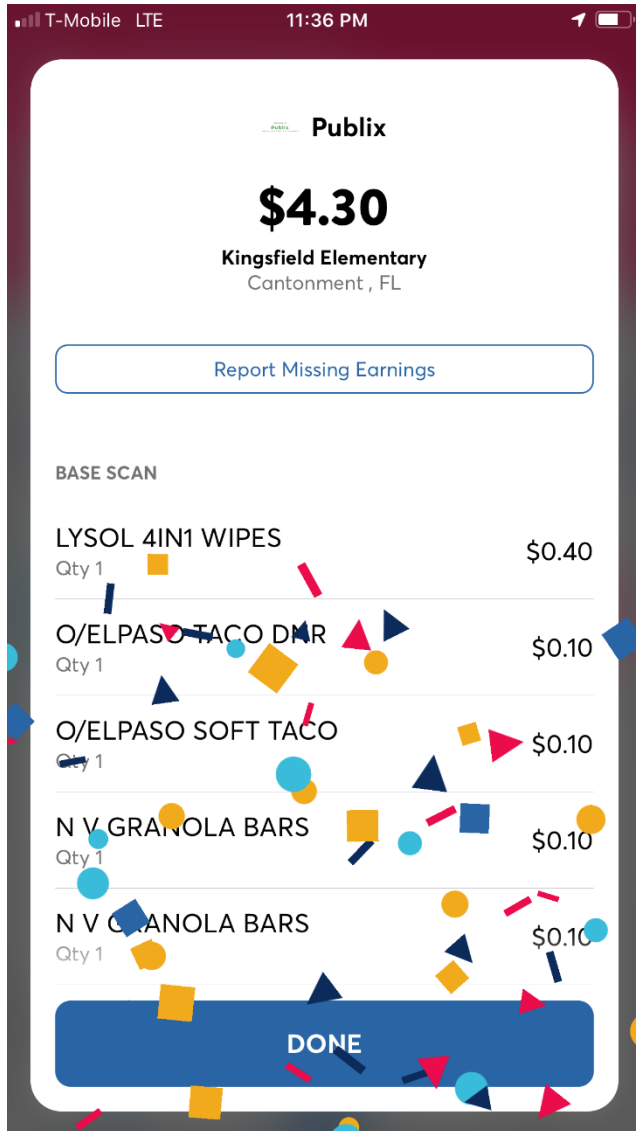 T-Mobile LTE 11:36 PM
Publix Publix
$4.30
Kingsfield Elementary
Cantonment , FL
Report Missing Earnings
BASE SCAN
LYSOL 4IN1 WIPES
$0.40
Qty 1
O/ELPASO TACO DNR
$0.10
Qty 1
O/ELPASO SOFT TACO
$0.10
Qty 1
N V GRANOLA BARS
$0.10
Qty 1
N V GRANOLA BARS
$0.10
Qty 1
DONE